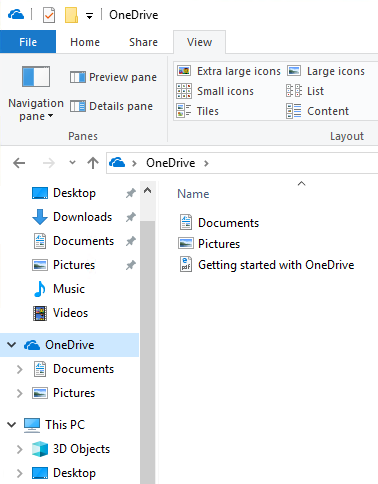 OneDrive
File Home Share View
Navigation pane
Preview pane
Details pane
Panes
Extra large icons Large icons
Small icons List
Tiles Content
Layout
OneDrive
Desktop
Downloads
Documents
Pictures
Music
Videos
OneDrive
Documents
Pictures
This PC
3D Objects
Desktop
Name
Documents
Pictures
Getting started with OneDrive